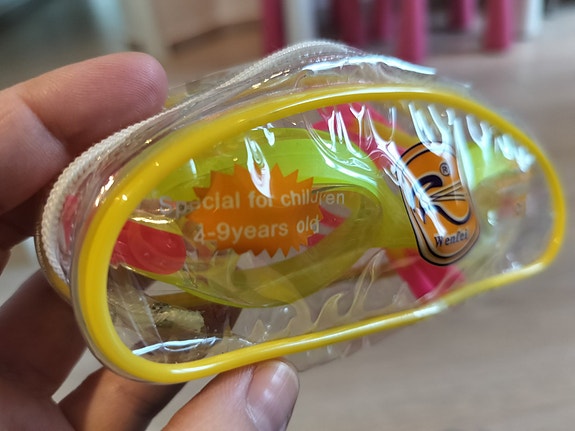 Special for children
4-9years old
®
Wenfei